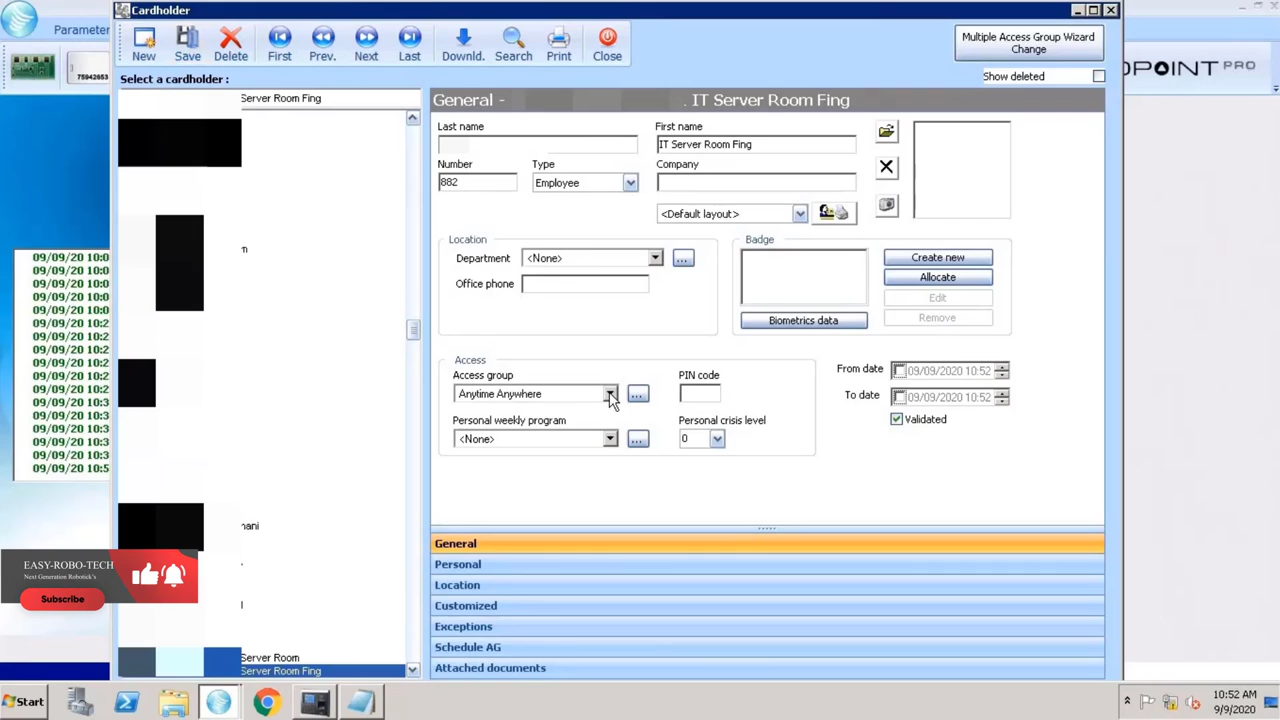 Cardholder
Parameter
New
Save
Delete
First
Prev.
Next
Last
Downld.
Search
Print
Close
Multiple Access Group Wizard
Change
Show deleted
75942653
POINT PRO
Select a cardholder :
Server Room Fing
General -
. IT Server Room Fing
Last name
First name
IT Server Room Fing
Number
Type
Company
882
Employee
<Default layout>
Location
Badge
Department
<None>
...
Office phone
Create new
Allocate
Edit
Remove
Biometrics data
09/09/20 10:0
09/09/20 10:0
09/09/20 10:0
09/09/20 10:0
09/09/20 10:0
09/09/20 10:2
09/09/20 10:2
09/09/20 10:2
09/09/20 10:2
09/09/20 10:2
09/09/20 10:2
09/09/20 10:3
09/09/20 10:3
09/09/20 10:3
09/09/20 10:3
09/09/20 10:3
09/09/20 10:5
Access
Access group
PIN code
Anytime Anywhere
...
Personal weekly program
Personal crisis level
<None>
...
0
From date
09/09/2020 10:52
To date
09/09/2020 10:52
Validated
hani
Server Room
Server Room Fing
General
Personal
Location
Customized
Exceptions
Schedule AG
Attached documents
EASY-ROBO-TECH
Next Generation Robotick's
Subscribe
Start
10:52 AM
9/9/2020